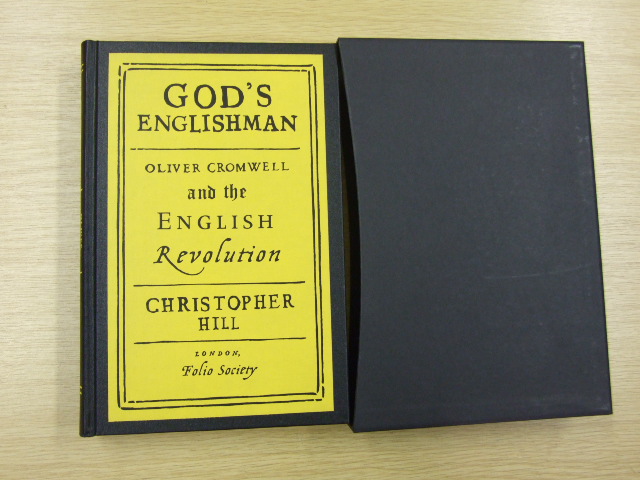 GOD'S
ENGLISHMAN
OLIVER CROMWELL
and the
ENGLISH
Revolution
CHRISTOPHER
HILL
LONDON,
Folio Society